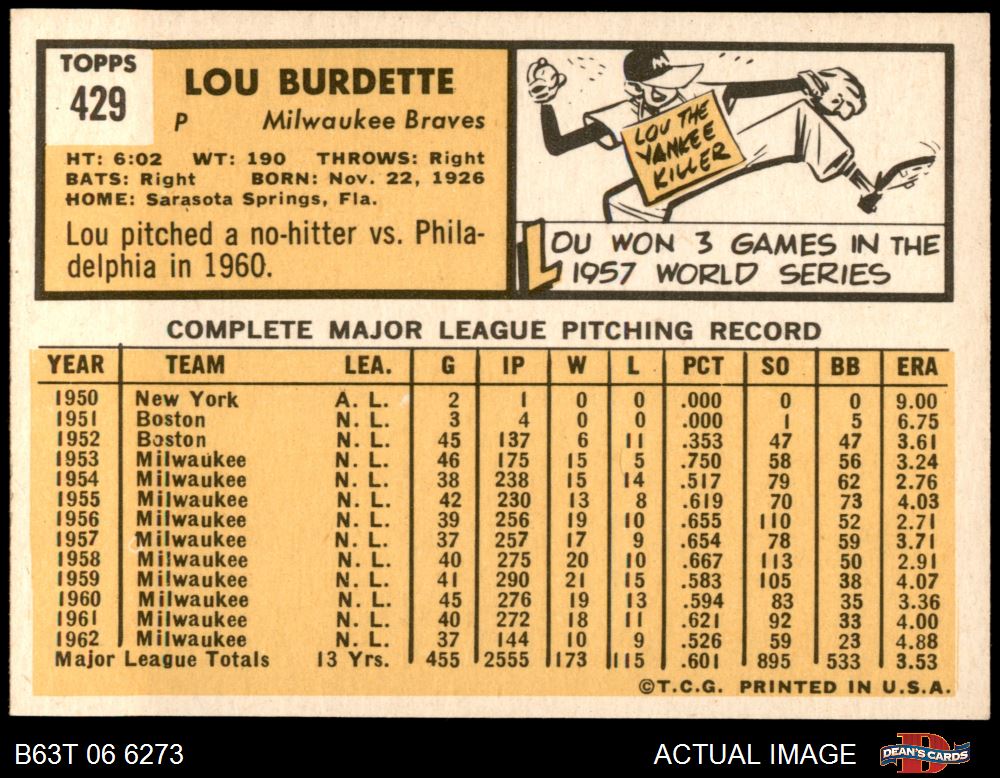 TOPPS
429
LOU BURDETTE
P Milwaukee Braves
HT: 6:02 WT: 190 THROWS: Right
BATS: Right BORN: Nov. 22, 1926
HOME: Sarasota Springs, Fla.
Lou pitched a no-hitter vs. Phila-
delphia in 1960.
M
LOU THE
YANKEE
KILLER
LOU WON 3 GAMES IN THE
1957 WORLD SERIES
COMPLETE MAJOR LEAGUE PITCHING RECORD
YEAR TEAM LEA. G IP W L PCT SO BB ERA
1950 New York A. L. 2 1 0 0 .000 0 0 9.00
1951 Boston N. L. 3 4 0 0 .000 1 5 6.75
1952 Boston N. L. 45 137 6 11 .353 47 47 3.61
1953 Milwaukee N. L. 46 175 15 5 .750 58 56 3.24
1954 Milwaukee N. L. 38 238 15 14 .517 79 62 2.76
1955 Milwaukee N. L. 42 230 13 8 .619 70 73 4.03
1956 Milwaukee N. L. 39 256 19 10 .655 110 52 2.71
1957 Milwaukee N. L. 37 257 17 9 .654 78 59 3.71
1958 Milwaukee N. L. 40 275 20 10 .667 113 50 2.91
1959 Milwaukee N. L. 41 290 21 15 .583 105 38 4.07
1960 Milwaukee N. L. 45 276 19 13 .594 83 35 3.36
1961 Milwaukee N. L. 40 272 18 11 .621 92 33 4.00
1962 Milwaukee N. L. 37 144 10 9 .526 59 23 4.88
Major League Totals 13 Yrs. 455 2555 173 115 .601 895 533 3.53
©T.C.G. PRINTED IN U.S.A.
B63T 06 6273 ACTUAL IMAGE DEAN'S CARDS